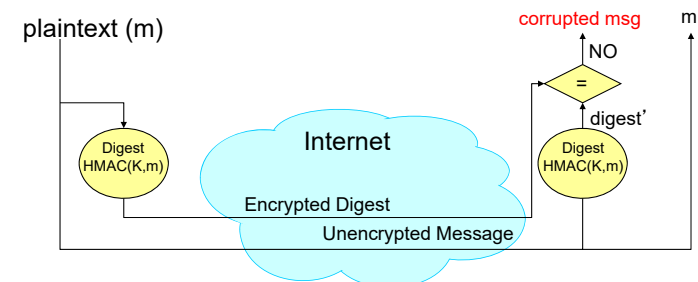 corrupted msg
m
plaintext (m)
NO
=
digest’
Digest
HMAC(K,m)
Internet
Digest
HMAC(K,m)
Encrypted Digest
Unencrypted Message